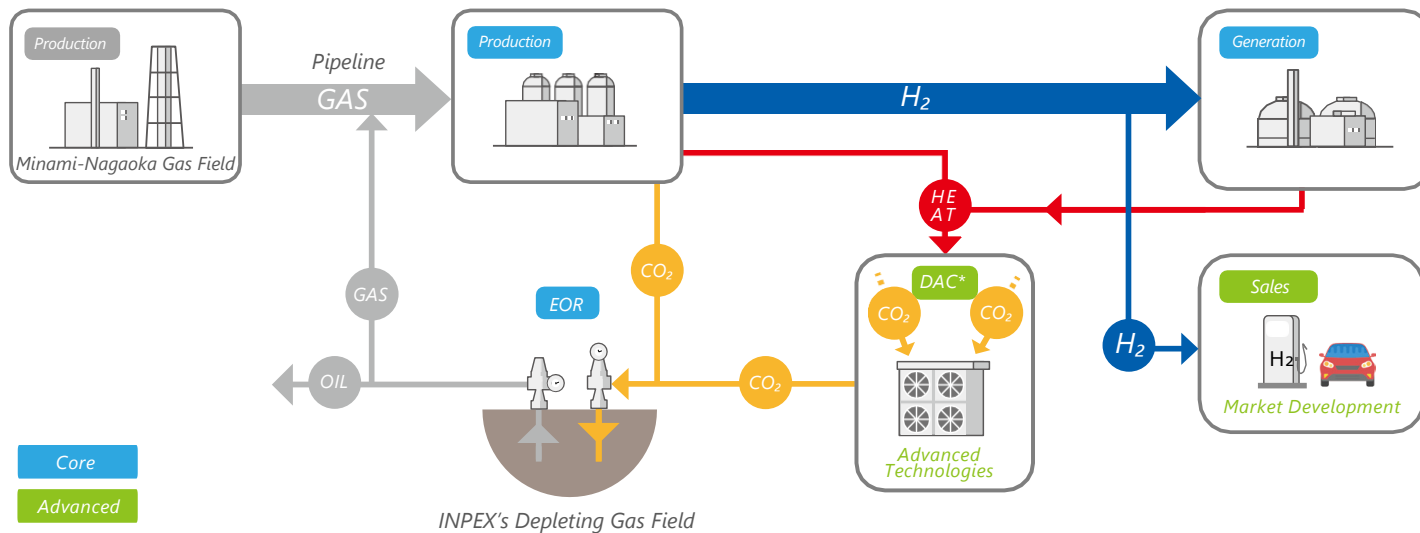 Production
Minami-Nagaoka Gas Field
Pipeline
GAS
Production
H₂
Generation
HE
AT
GAS
CO₂
EOR
OIL
CO₂
DAC*
CO₂
CO₂
Advanced
Technologies
H₂
Sales
H₂
Market Development
Core
Advanced
INPEX's Depleting Gas Field